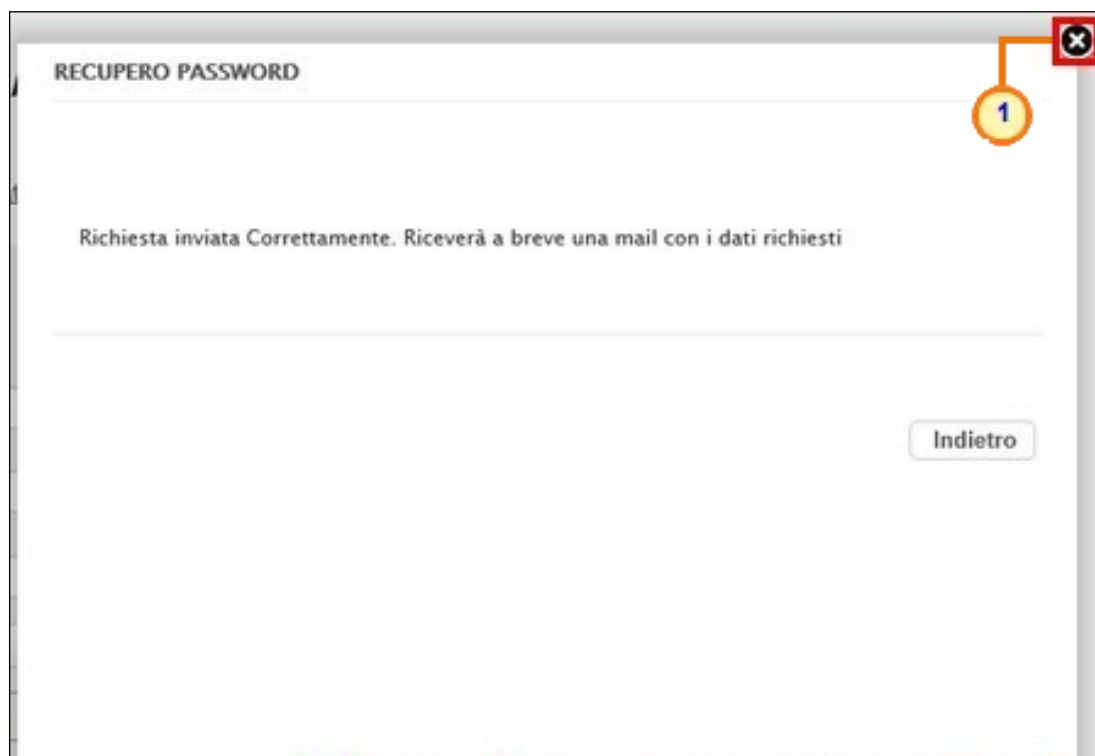 RECUPERO PASSWORD
1
Richiesta inviata Correttamente. Riceverà a breve una mail con i dati richiesti
Indietro